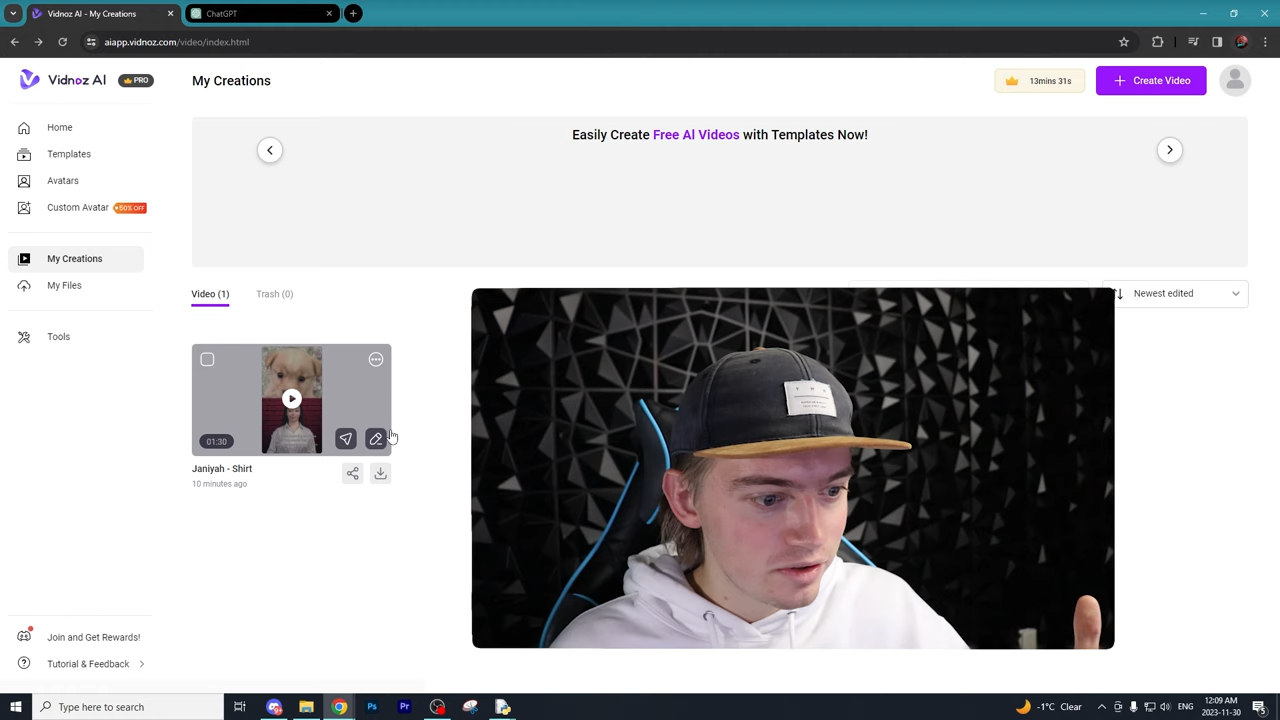 Vidnoz AI - My Creations
ChatGPT
aiapp.vidnoz.com/video/index.html
Vidnoz AI
PRO
My Creations
13mins 31s
Create Video
Home
Templates
Avatars
Custom Avatar
50% OFF
My Creations
My Files
Tools
Easily Create Free AI Videos with Templates Now!
Video (1)
Trash (0)
Newest edited
01:30
Janiyah - Shirt
10 minutes ago
Join and Get Rewards!
Tutorial & Feedback
Type here to search
Ps
Pr
-1°C Clear
ENG
12:09 AM
2023-11-30
5